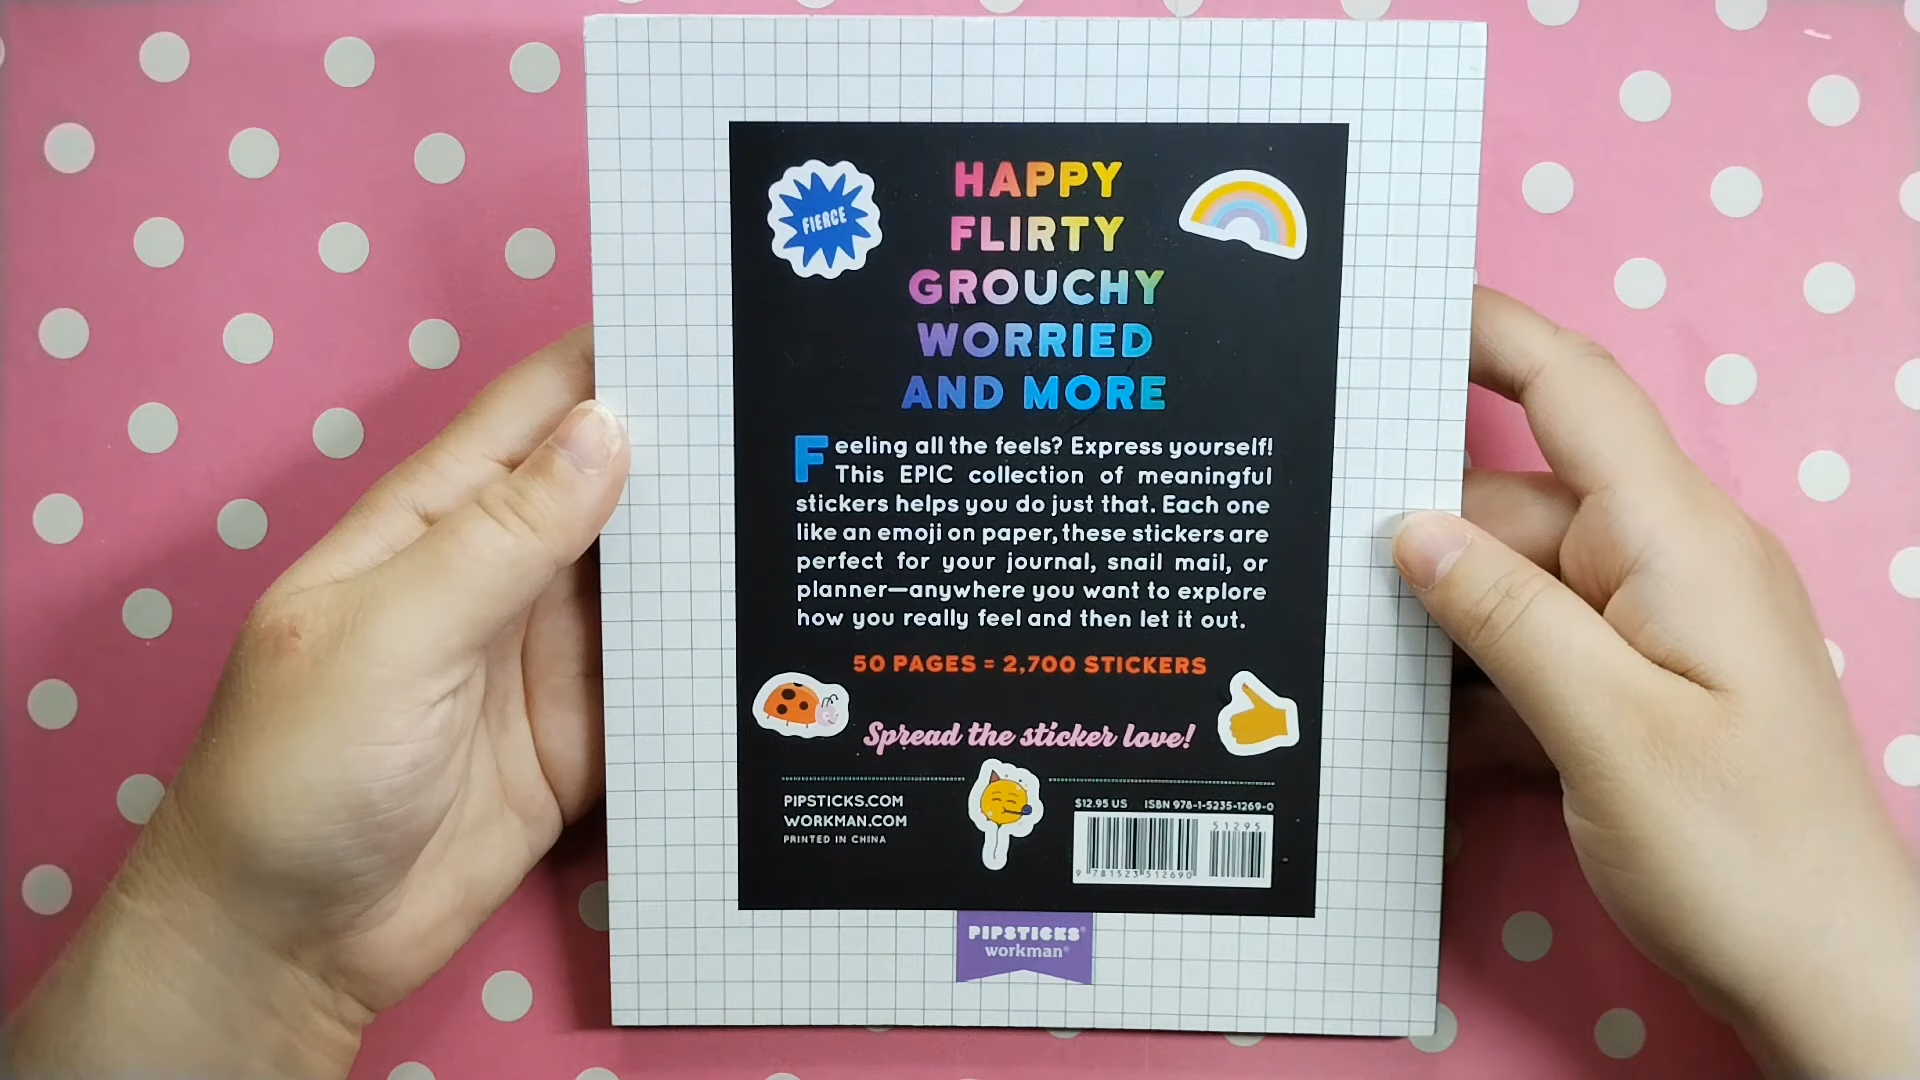 FIERCE
HAPPY
FLIRTY
GROUCHY
WORRIED
AND MORE
Feeling all the feels? Express yourself!
This EPIC collection of meaningful
stickers helps you do just that. Each one
like an emoji on paper, these stickers are
perfect for your journal, snail mail, or
planner—anywhere you want to explore
how you really feel and then let it out.
50 PAGES = 2,700 STICKERS
Spread the sticker love!
PIPSTICKS.COM
WORKMAN.COM
PRINTED IN CHINA
$12.95 US ISBN 978-1-5235-1269-0
51295
9 781523 512690
PIPSTICKS®
workman®